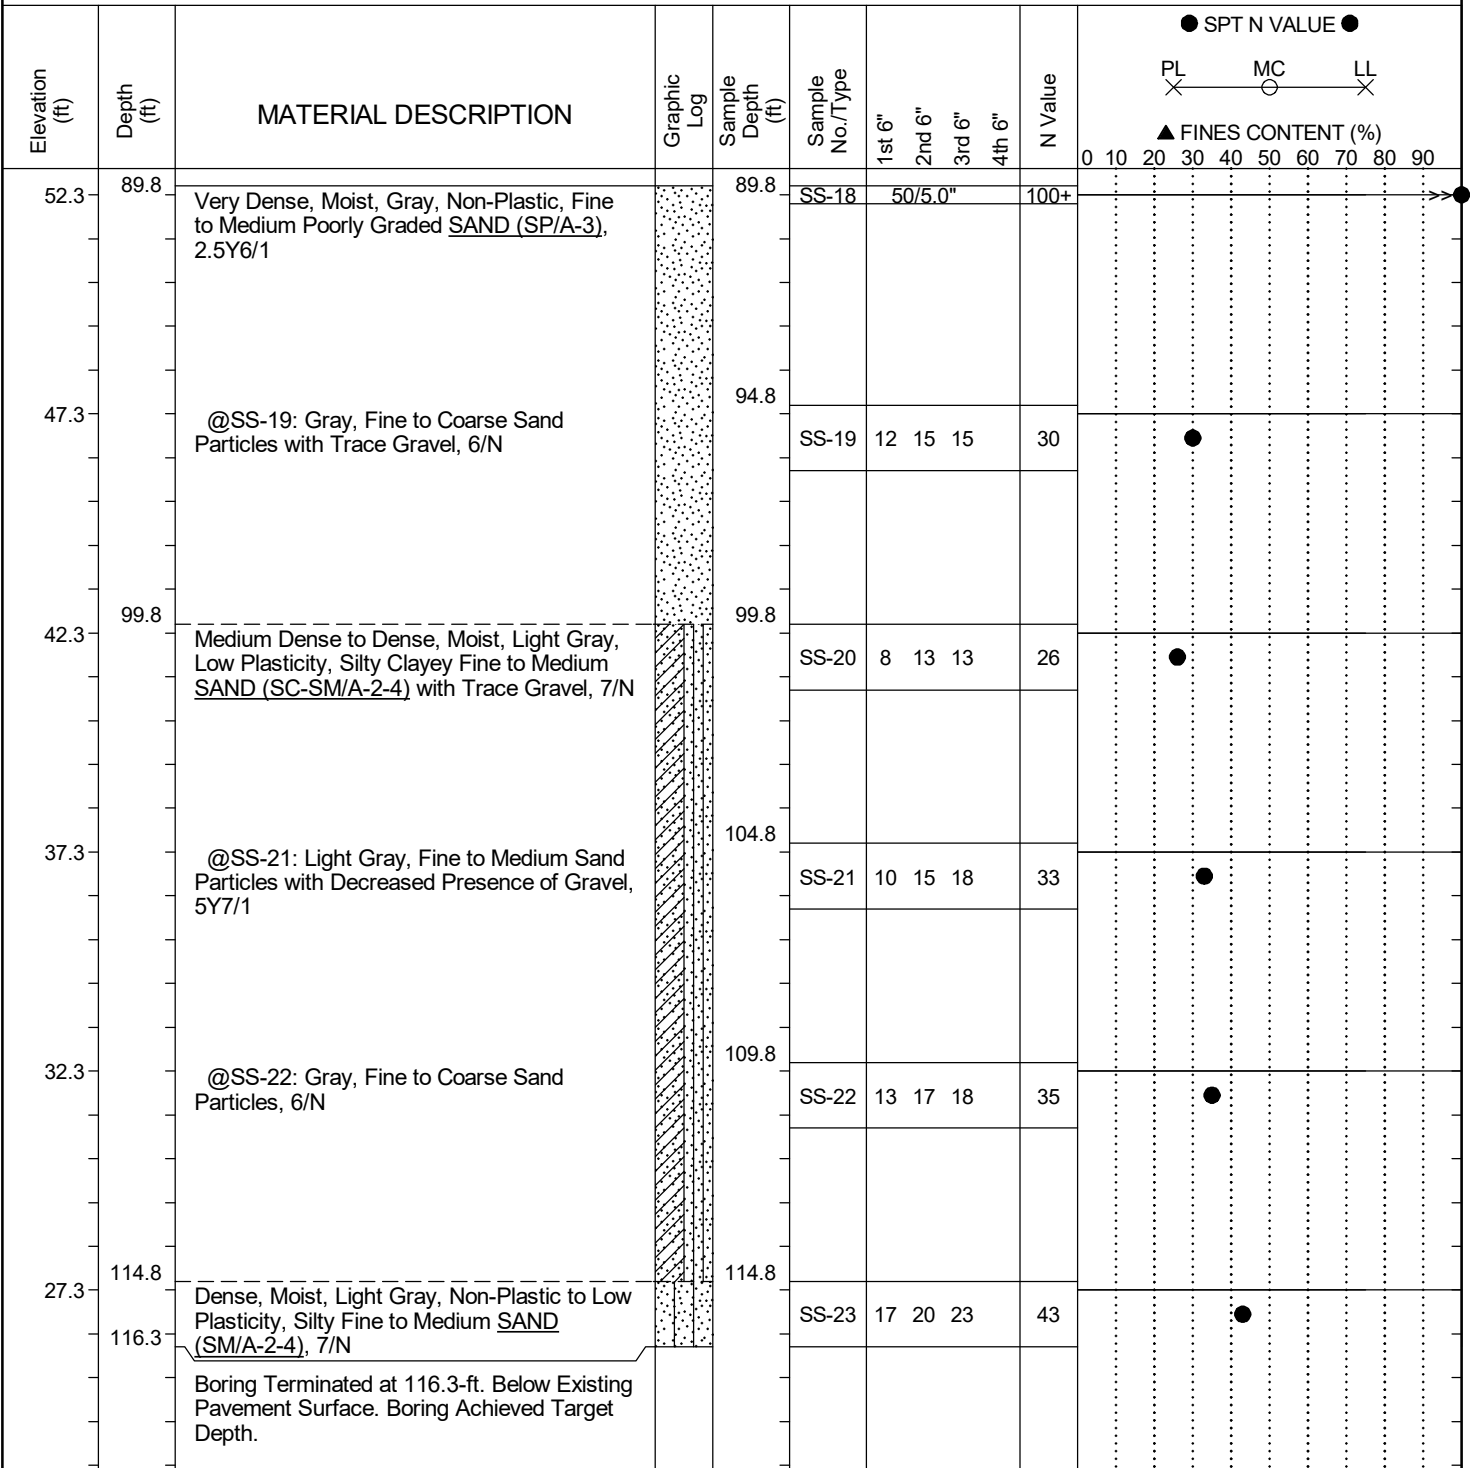 ● SPT N VALUE ●
PL MC LL
▲ FINES CONTENT (%)
0 10 20 30 40 50 60 70 80 90
Elevation (ft)
Depth (ft)
MATERIAL DESCRIPTION
Graphic Log
Sample Depth (ft)
Sample No./Type
1st 6"
2nd 6"
3rd 6"
4th 6"
N Value
52.3 89.8 89.8 SS-18 50/5.0" 100+ >>
Very Dense, Moist, Gray, Non-Plastic, Fine
to Medium Poorly Graded SAND (SP/A-3),
2.5Y6/1
94.8
47.3
@SS-19: Gray, Fine to Coarse Sand
Particles with Trace Gravel, 6/N
SS-19 12 15 15 30
99.8 99.8
42.3
Medium Dense to Dense, Moist, Light Gray,
Low Plasticity, Silty Clayey Fine to Medium
SAND (SC-SM/A-2-4) with Trace Gravel, 7/N
SS-20 8 13 13 26
104.8
37.3
@SS-21: Light Gray, Fine to Medium Sand
Particles with Decreased Presence of Gravel,
5Y7/1
SS-21 10 15 18 33
109.8
32.3
@SS-22: Gray, Fine to Coarse Sand
Particles, 6/N
SS-22 13 17 18 35
114.8 114.8
27.3
Dense, Moist, Light Gray, Non-Plastic to Low
Plasticity, Silty Fine to Medium SAND
(SM/A-2-4), 7/N
SS-23 17 20 23 43
116.3
Boring Terminated at 116.3-ft. Below Existing
Pavement Surface. Boring Achieved Target
Depth.